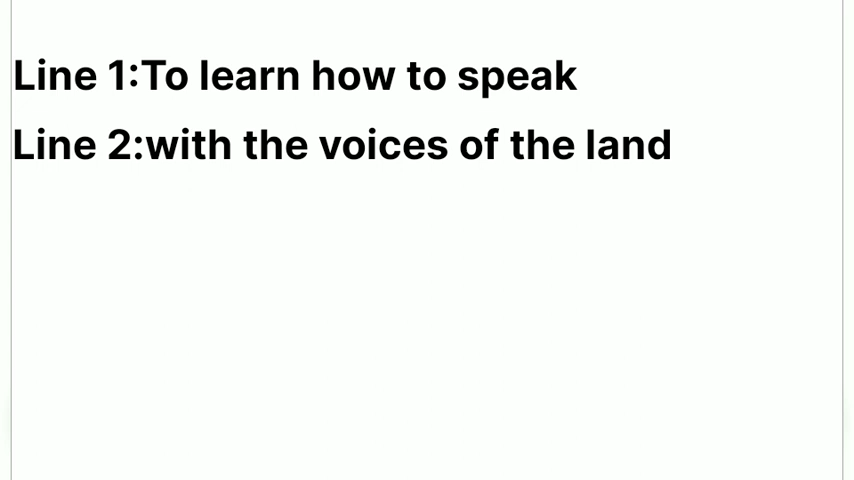 Line 1:To learn how to speak
Line 2:with the voices of the land